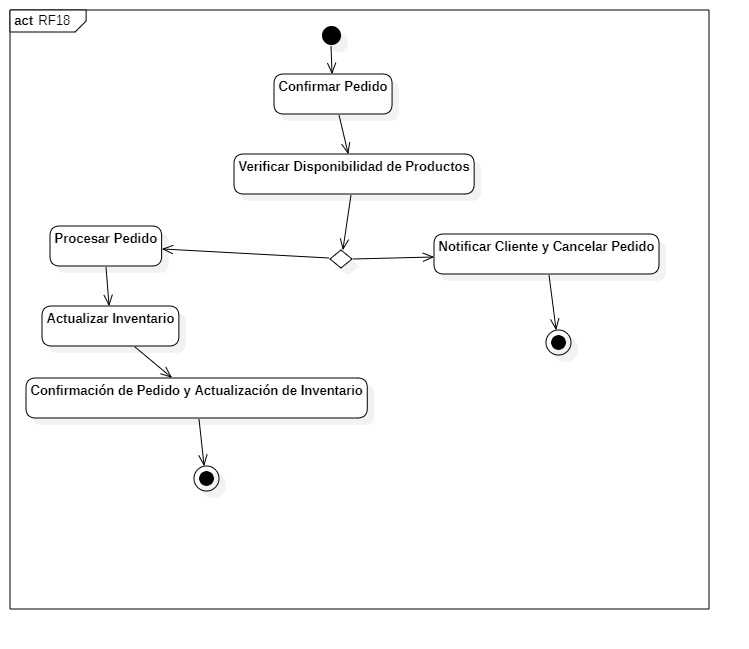 act RF18
Confirmar Pedido
Verificar Disponibilidad de Productos
Procesar Pedido
Notificar Cliente y Cancelar Pedido
Actualizar Inventario
Confirmación de Pedido y Actualización de Inventario